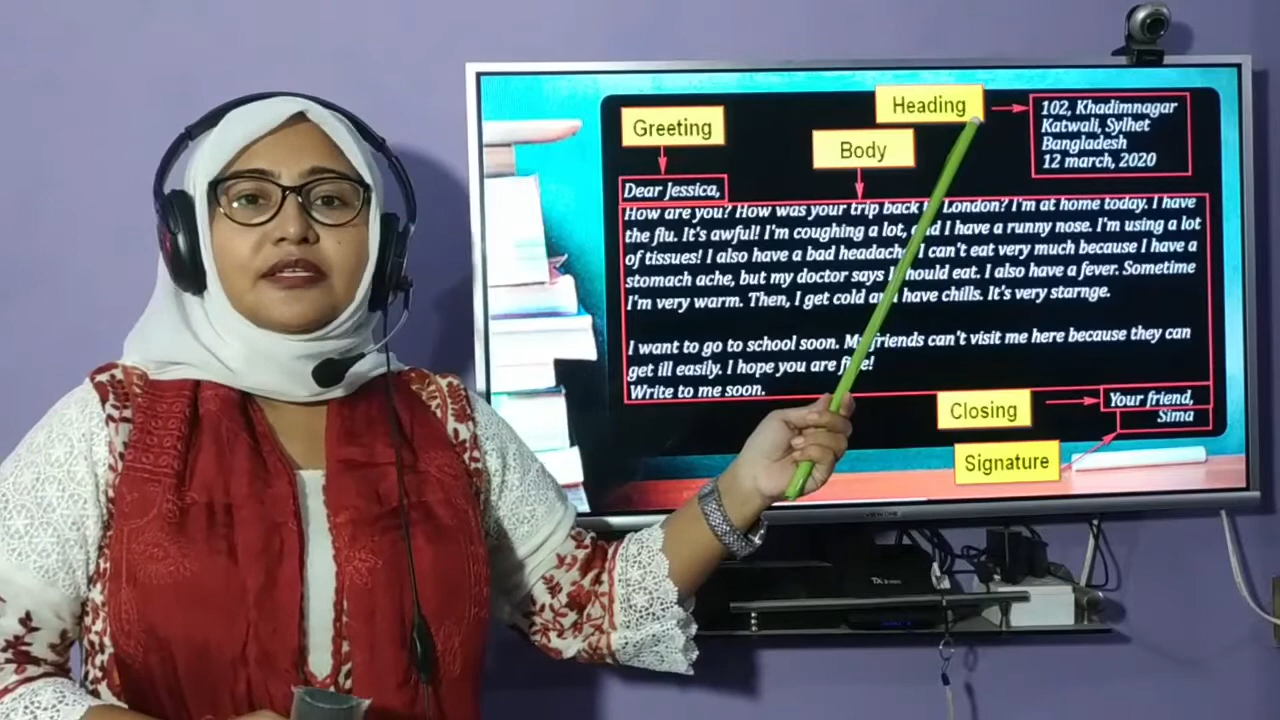 Heading
102, Khadimnagar
Katwali, Sylhet
Bangladesh
12 march, 2020
Greeting
Body
Dear Jessica,
How are you? How was your trip back London? I'm at home today. I have
the flu. It's awful! I'm coughing a lot, and I have a runny nose. I'm using a lot
of tissues! I also have a bad headache I can't eat very much because I have a
stomach ache, but my doctor says I should eat. I also have a fever. Sometime
I'm very warm. Then, I get cold and have chills. It's very starnge.
I want to go to school soon. My friends can't visit me here because they can
get ill easily. I hope you are fine!
Write to me soon.
Closing
Your friend,
Sima
Signature